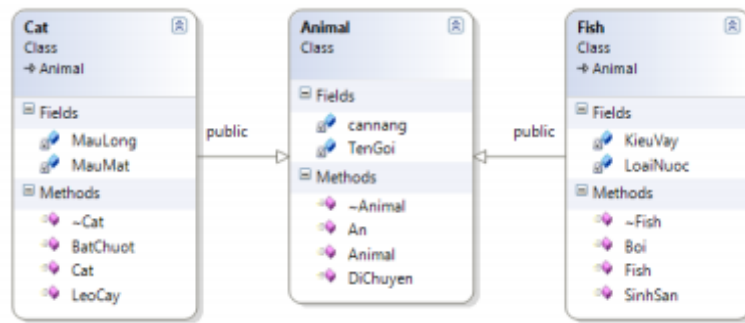 Cat
Class
Animal
Fields
MauLong
MauMat
Methods
~Cat
BatChuot
Cat
LeoCay
public
Animal
Class
Fields
cannang
TenGoi
Methods
~Animal
An
Animal
DiChuyen
public
Fish
Class
Animal
Fields
KieuVay
LoaiNuoc
Methods
~Fish
Boi
Fish
SinhSan